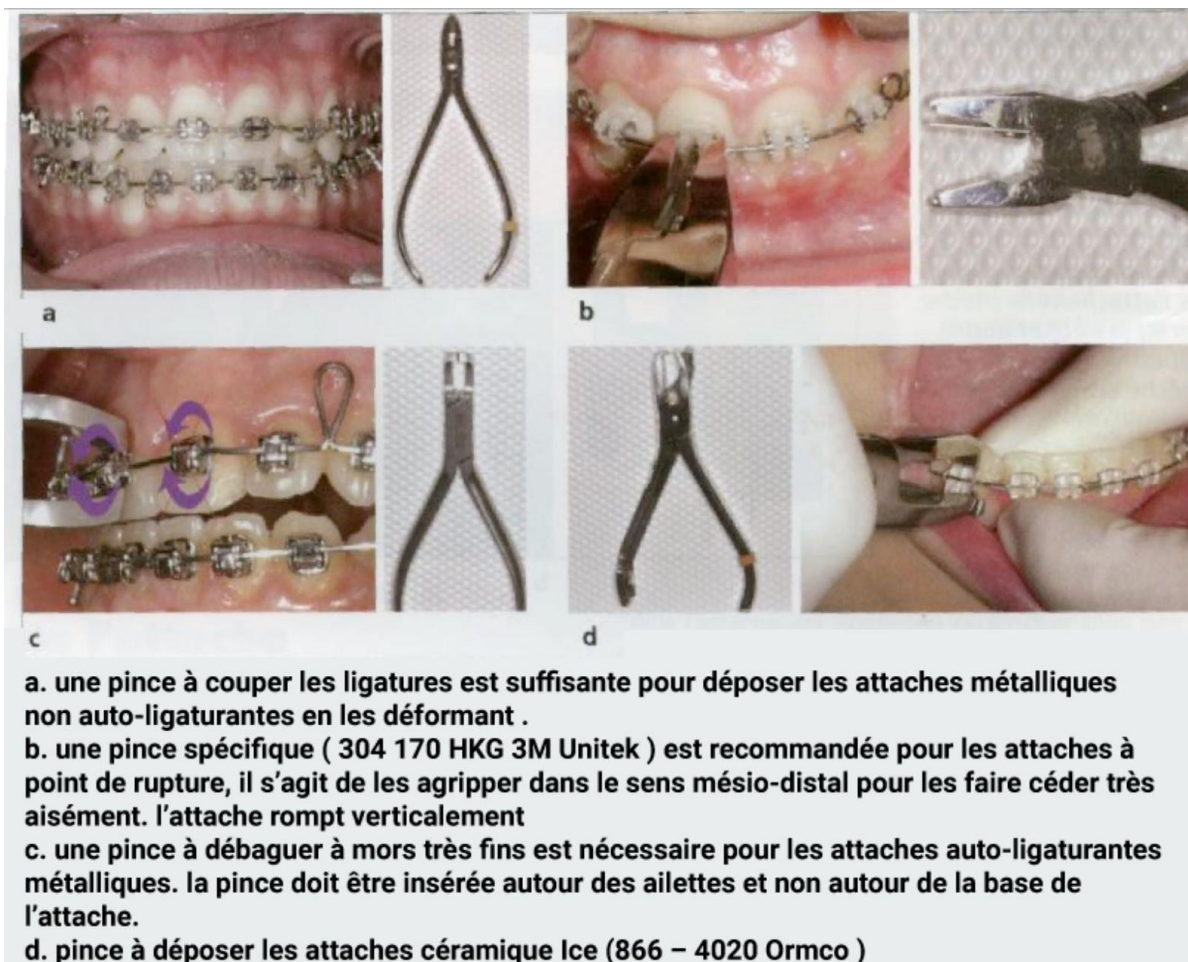 a
b
c
d
a. une pince à couper les ligatures est suffisante pour déposer les attaches métalliques
non auto-ligaturantes en les déformant .
b. une pince spécifique ( 304 170 HKG 3M Unitek ) est recommandée pour les attaches à
point de rupture, il s’agit de les agripper dans le sens mésio-distal pour les faire céder très
aisément. l’attache rompt verticalement
c. une pince à débaguer à mors très fins est nécessaire pour les attaches auto-ligaturantes
métalliques. la pince doit être insérée autour des ailettes et non autour de la base de
l’attache.
d. pince à déposer les attaches céramique Ice (866 – 4020 Ormco )